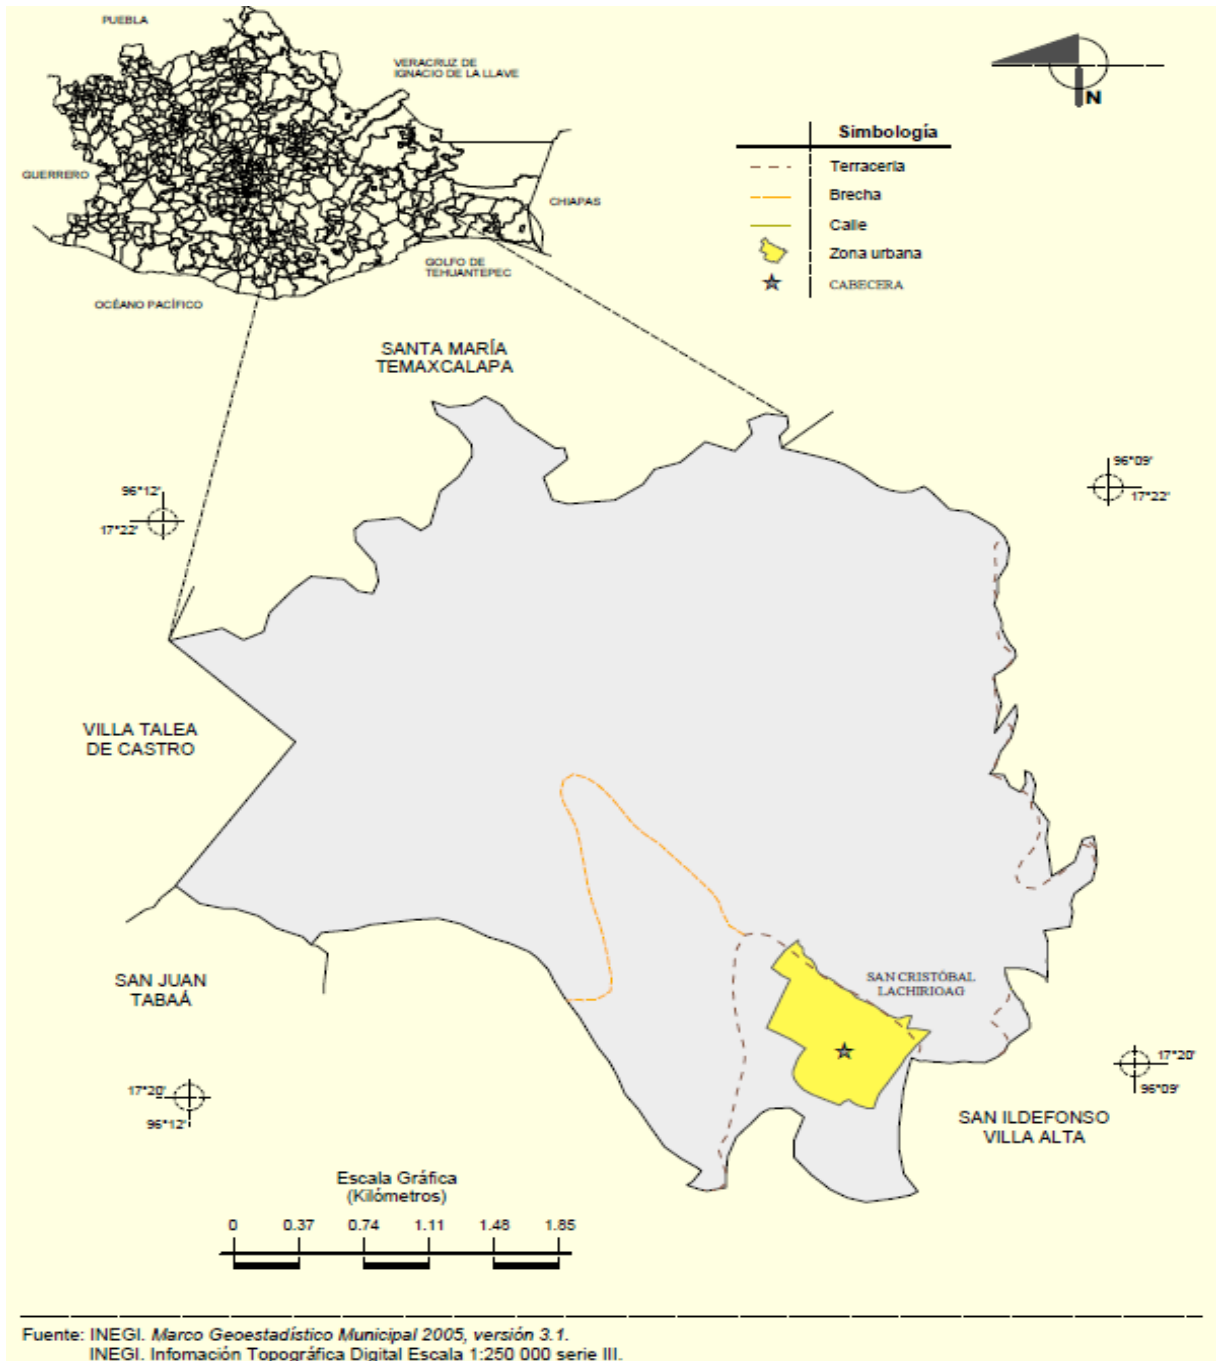 PUEBLA
VERACRUZ DE
IGNACIO DE LA LLAVE
GUERRERO
CHIAPAS
GOLFO DE
TEHUANTEPEC
OCÉANO PACÍFICO
N
Simbología
Terraceria
Brecha
Calle
Zona urbana
CABECERA
SANTA MARÍA
TEMAXCALAPA
96°12'
17°22'
96°09'
17°22'
VILLA TALEA
DE CASTRO
SAN JUAN
TABAÁ
SAN CRISTÓBAL
LACHIRIOAG
17°20'
96°12'
17°20'
96°09'
SAN ILDEFONSO
VILLA ALTA
Escala Gráfica
(Kilómetros)
0 0.37 0.74 1.11 1.48 1.85
Fuente: INEGI. Marco Geoestadístico Municipal 2005, versión 3.1.
INEGI. Infomación Topográfica Digital Escala 1:250 000 serie III.